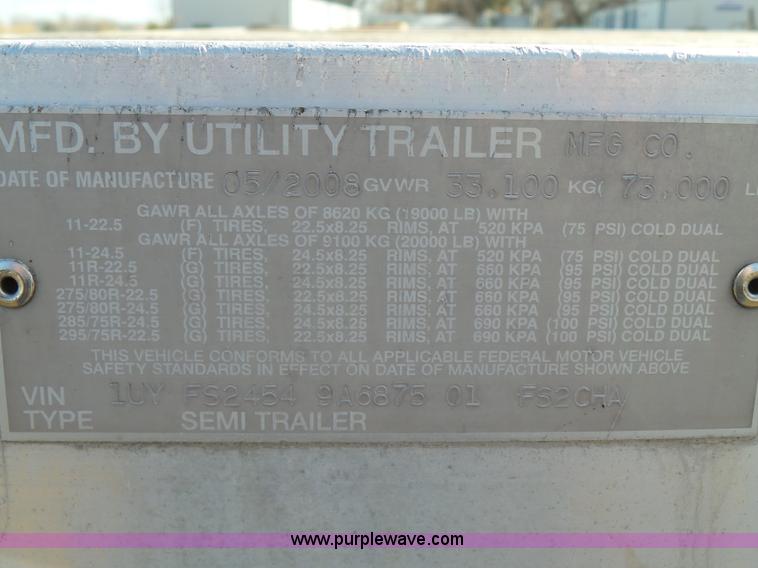 MFD. BY UTILITY TRAILER MFG CO.
DATE OF MANUFACTURE 05/2008 GVWR 33.100 KG( 73.000 L
GAWR ALL AXLES OF 8620 KG (19000 LB) WITH
11-22.5 (F) TIRES, 22.5x8.25 RIMS, AT 520 KPA (75 PSI) COLD DUAL
GAWR ALL AXLES OF 9100 KG (20000 LB) WITH
11-24.5 (F) TIRES, 24.5x8.25 RIMS, AT 520 KPA (75 PSI) COLD DUAL
11R-22.5 (G) TIRES, 22.5x8.25 RIMS, AT 650 KPA (95 PSI) COLD DUAL
11R-24.5 (G) TIRES, 24.5x8.25 RIMS, AT 650 KPA (95 PSI) COLD DUAL
275/80R-22.5 (G) TIRES, 22.5x8.25 RIMS, AT KPA (95 PSI) COLD DUAL
275/80R-24.5 (G) TIRES, 24.5x8.25 RIMS, AT KPA (95 PSI) COLD DUAL
285/75R-24.5 (G) TIRES, 24.5x8.25 RIMS, AT 690 KPA (100 PSI) COLD DUAL
295/75R-22.5 (G) TIRES, 22.5x8.25 RIMS, AT 690 KPA (100 PSI) COLD DUAL
THIS VEHICLE CONFORMS TO ALL APPLICABLE FEDERAL MOTOR VEHICLE
SAFETY STANDARDS IN EFFECT ON DATE OF MANUFACTURE SHOWN ABOVE
VIN 1UY FS2454 9A6875 01 FS2CHA
TYPE SEMI TRAILER
www.purplewave.com